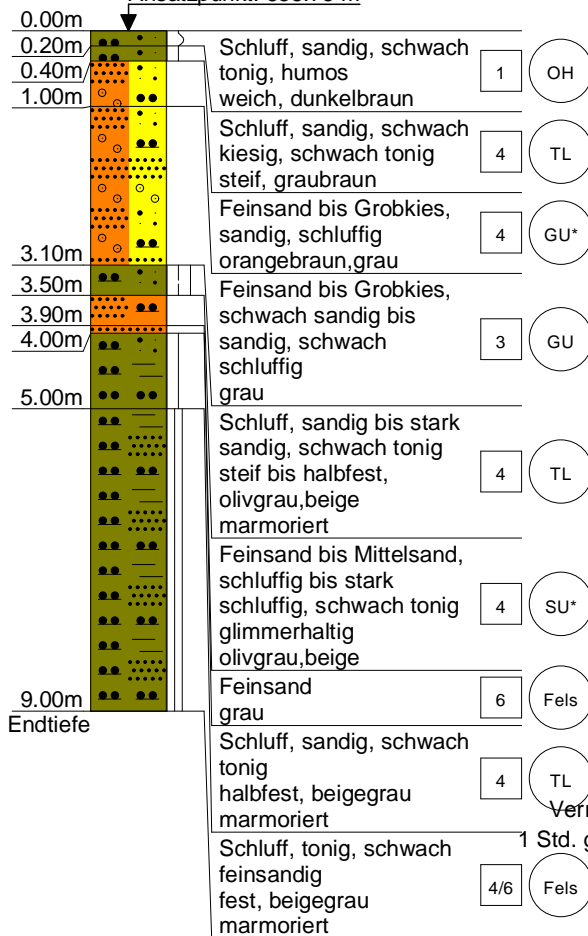 0.00m
0.20m
0.40m
1.00m
3.10m
3.50m
3.90m
4.00m
5.00m
9.00m
Endtiefe
Schluff, sandig, schwach
tonig, humos
weich, dunkelbraun
1 OH
Schluff, sandig, schwach
kiesig, schwach tonig
steif, graubraun
4 TL
Feinsand bis Grobkies,
sandig, schluffig
orangebraun,grau
4 GU*
Feinsand bis Grobkies,
schwach sandig bis
sandig, schwach
schluffig
grau
3 GU
Schluff, sandig bis stark
sandig, schwach tonig
steif bis halbfest,
olivgrau,beige
marmoriert
4 TL
Feinsand bis Mittelsand,
schluffig bis stark
schluffig, schwach tonig
glimmerhaltig
olivgrau,beige
4 SU*
Feinsand
grau
6 Fels
Schluff, sandig, schwach
tonig
halbfest, beigegrau
marmoriert
4 TL
1 Std.
Schluff, tonig, schwach
feinsandig
fest, beigegrau
marmoriert
4/6 Fels